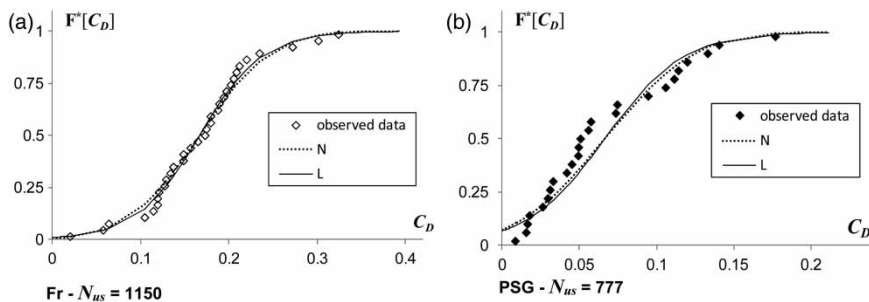 (a) F*[C_D]
1
0.75
0.5
0.25
0
0 0.1 0.2 0.3 0.4
C_D
observed data
N
L
Fr - N_us = 1150
(b) F*[C_D]
1
0.75
0.5
0.25
0
0 0.05 0.1 0.15 0.2
C_D
observed data
N
L
PSG - N_us = 777